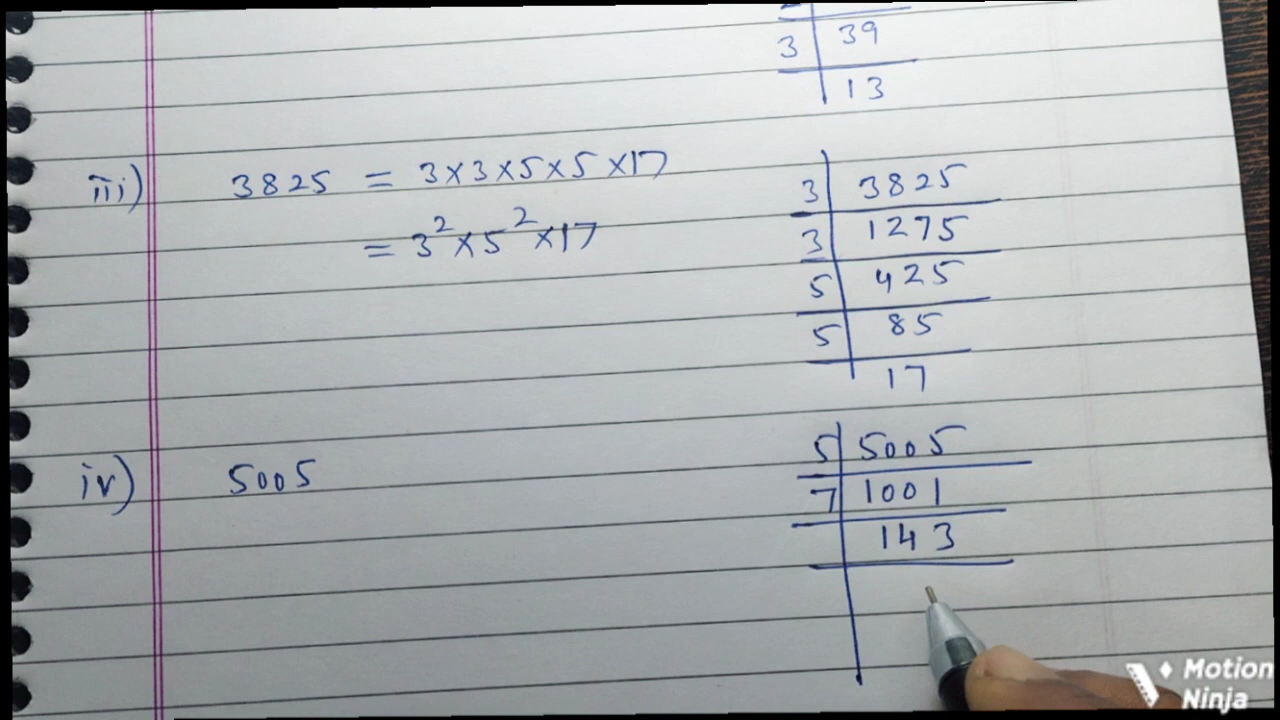 3 | 39
13
iii) 3825 = 3×3×5×5×17
= 3²×5²×17
3 | 3825
3 | 1275
5 | 425
5 | 85
17
iv) 5005
5 | 5005
7 | 1001
143
Motion
Ninja